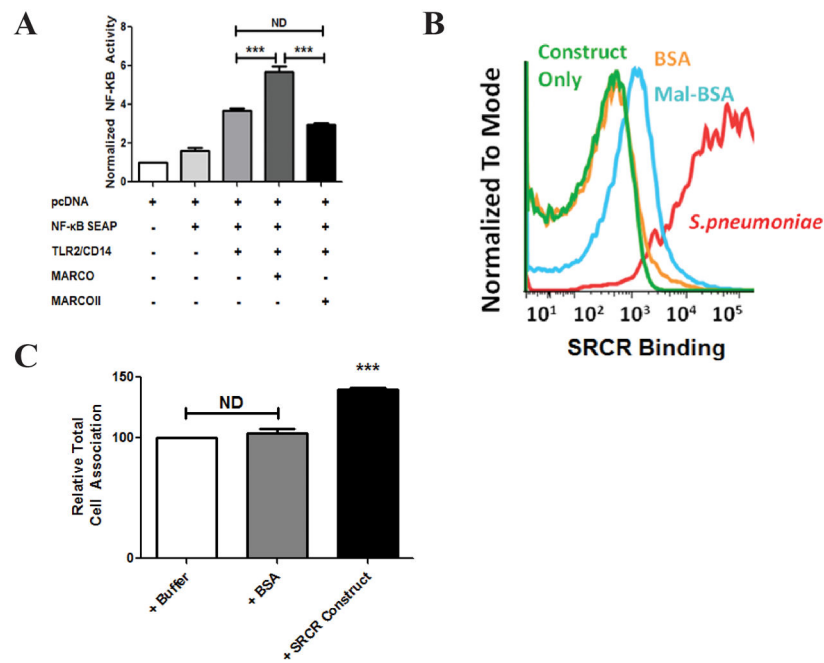 A
Normalized NF-KB Activity
8
6
4
2
0
ND
*** ***
pcDNA + + + + +
NF-κB SEAP - + + + +
TLR2/CD14 - - + + +
MARCO - - - + -
MARCOII - - - - +
B
Normalized To Mode
Construct
Only
BSA
Mal-BSA
S.pneumoniae
10¹ 10² 10³ 10⁴ 10⁵
SRCR Binding
C
Relative Total
Cell Association
150
100
0
ND
***
+ Buffer
+ BSA
+ SRCR Construct